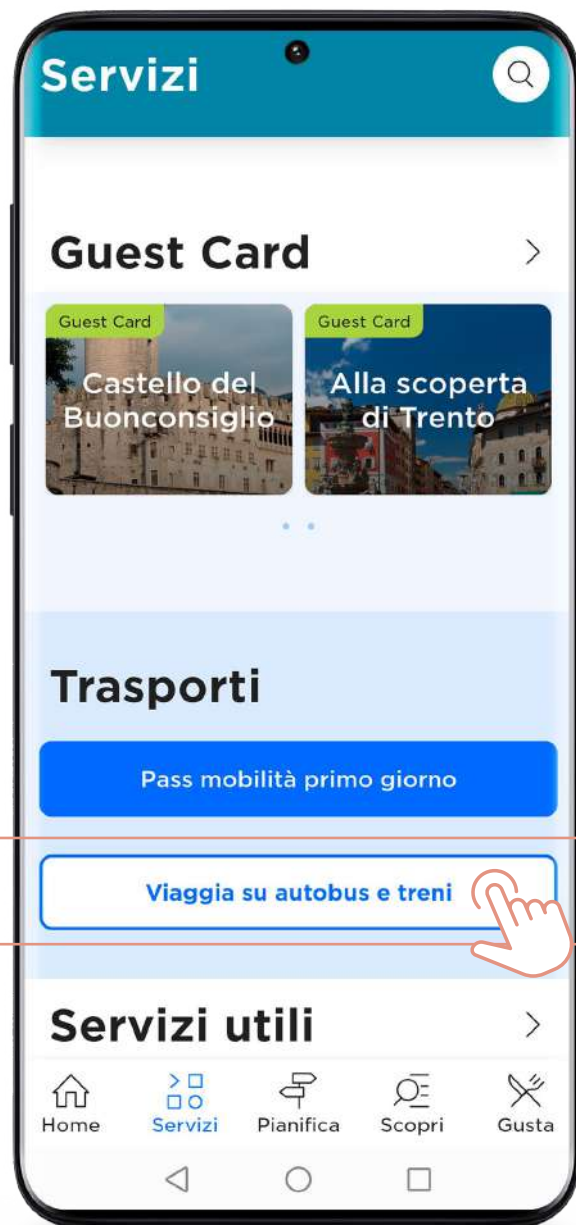 Servizi
Guest Card
Guest Card
Castello del
Buonconsiglio
Guest Card
Alla scoperta
di Trento
Trasporti
Pass mobilità primo giorno
Viaggia su autobus e treni
Servizi utili
Home
Servizi
Pianifica
Scopri
Gusta